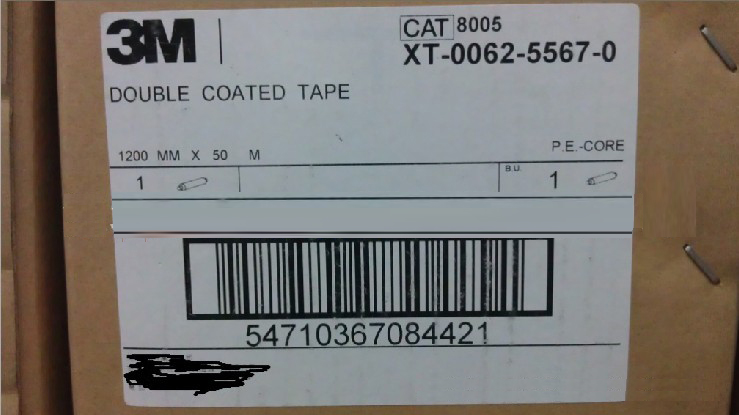 3M
CAT 8005
XT-0062-5567-0
DOUBLE COATED TAPE
1200 MM X 50 M
P.E.-CORE
1
B.U. 1
54710367084421